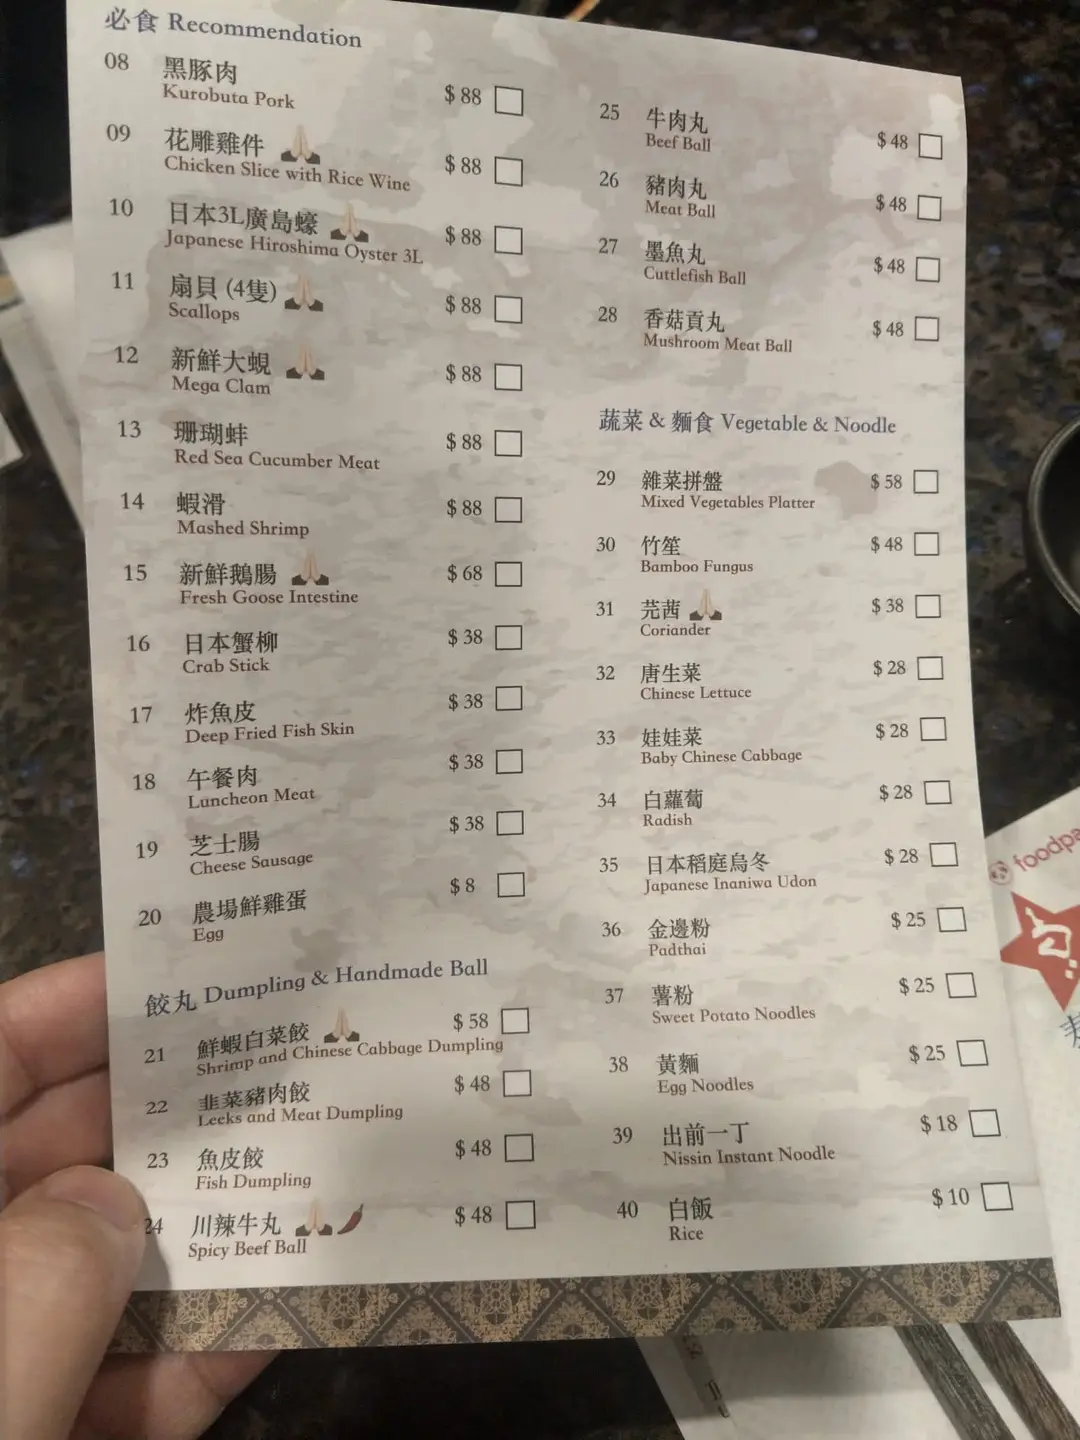 必食 Recommendation
08 黑豚肉 $ 88
Kurobuta Pork
09 花雕雞件 $ 88
Chicken Slice with Rice Wine
10 日本3L廣島蠔 $ 88
Japanese Hiroshima Oyster 3L
11 扇貝 (4隻) $ 88
Scallops
12 新鮮大蜆 $ 88
Mega Clam
13 珊瑚蚌 $ 88
Red Sea Cucumber Meat
14 蝦滑 $ 88
Mashed Shrimp
15 新鮮鵝腸 $ 68
Fresh Goose Intestine
16 日本蟹柳 $ 38
Crab Stick
17 炸魚皮 $ 38
Deep Fried Fish Skin
18 午餐肉 $ 38
Luncheon Meat
19 芝士腸 $ 38
Cheese Sausage
20 農場鮮雞蛋 $ 8
Egg
餃丸 Dumpling & Handmade Ball
21 鮮蝦白菜餃 $ 58
Shrimp and Chinese Cabbage Dumpling
22 韭菜豬肉餃 $ 48
Leeks and Meat Dumpling
23 魚皮餃 $ 48
Fish Dumpling
24 川辣牛丸 $ 48
Spicy Beef Ball
25 牛肉丸 $ 48
Beef Ball
26 豬肉丸 $ 48
Meat Ball
27 墨魚丸 $ 48
Cuttlefish Ball
28 香菇貢丸 $ 48
Mushroom Meat Ball
蔬菜 & 麵食 Vegetable & Noodle
29 雜菜拼盤 $ 58
Mixed Vegetables Platter
30 竹笙 $ 48
Bamboo Fungus
31 芫茜 $ 38
Coriander
32 唐生菜 $ 28
Chinese Lettuce
33 娃娃菜 $ 28
Baby Chinese Cabbage
34 白蘿蔔 $ 28
Radish
35 日本稻庭烏冬 $ 28
Japanese Inaniwa Udon
36 金邊粉 $ 25
Padthai
37 薯粉 $ 25
Sweet Potato Noodles
38 黃麵 $ 25
Egg Noodles
39 出前一丁 $ 18
Nissin Instant Noodle
40 白飯 $ 10
Rice
foodpa